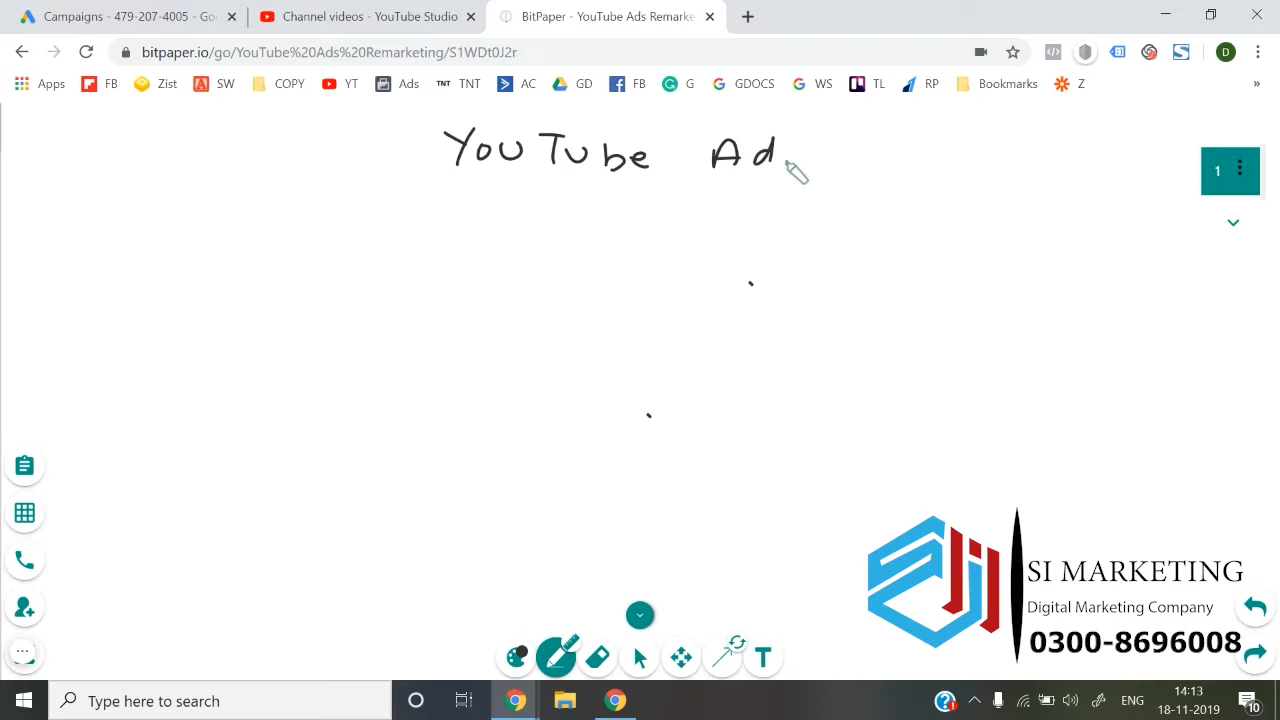 Campaigns - 479-207-4005 - Go
Channel videos - YouTube Studio
BitPaper - YouTube Ads Remarke
bitpaper.io/go/YouTube%20Ads%20Remarketing/S1WDt0J2r
D
Apps FB Zist SW COPY YT Ads TNT TNT AC GD FB G GDOCS WS TL RP Bookmarks Z »
YouTube Ad
1
SI MARKETING
Digital Marketing Company
0300-8696008
T
Type here to search
ENG
14:13
18-11-2019
10